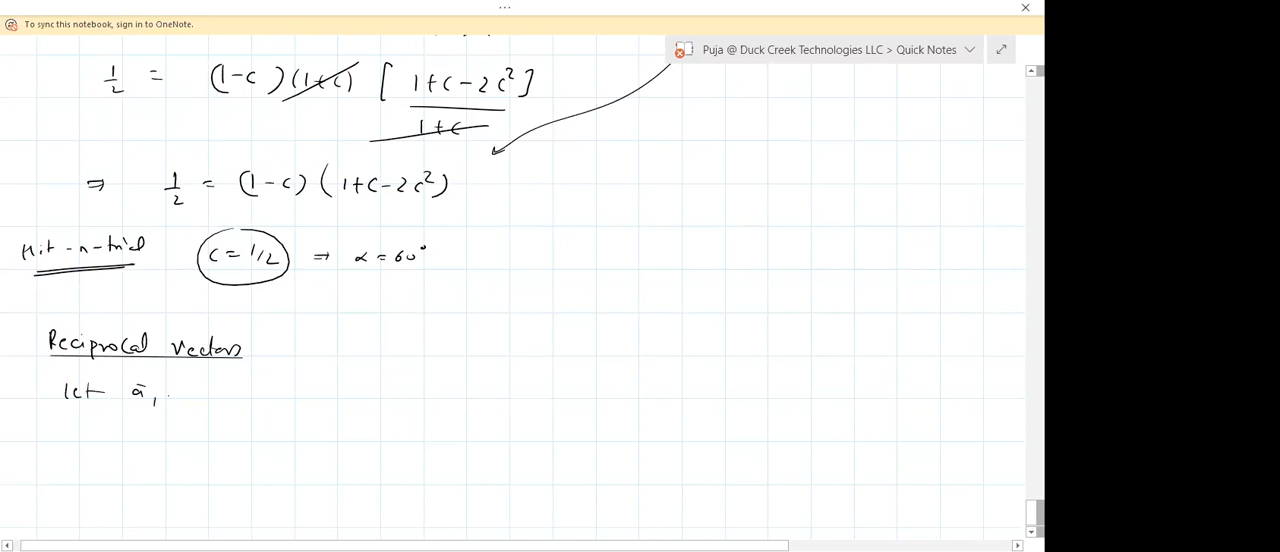 To sync this notebook, sign in to OneNote.
Puja @ Duck Creek Technologies LLC > Quick Notes
1/2 = (1-c)(1+c) [1+c-2c²]/1+c
⇒ 1/2 = (1-c)(1+c-2c²)
Hit-n-trial c = 1/2 ⇒ α = 60°
Reciprocal vectors
let ā,